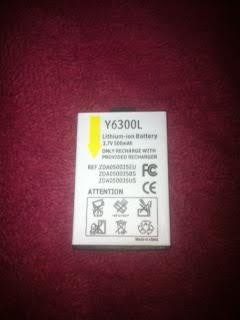 Y6300L
Lithium-ion Battery
3.7V 500mAh
ONLY RECHARGE WITH
PROVIDED RECHARGER
REF.ZDA050035EU
ZDA050035BS
ZDA050035US
ATTENTION
Made in china